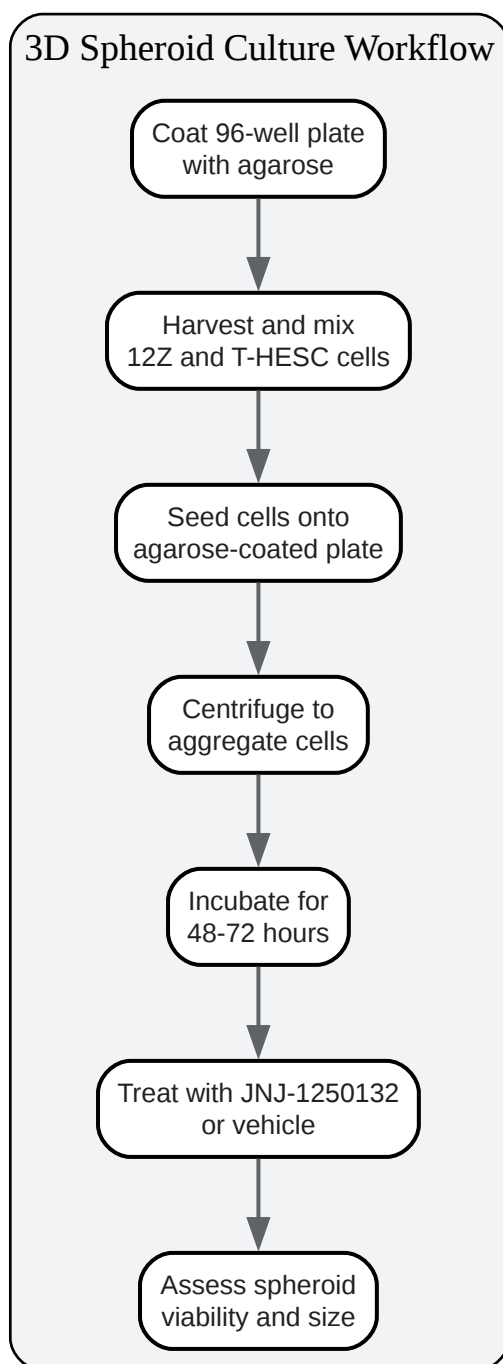 3D Spheroid Culture Workflow
Coat 96-well plate
with agarose
Harvest and mix
12Z and T-HESC cells
Seed cells onto
agarose-coated plate
Centrifuge to
aggregate cells
Incubate for
48-72 hours
Treat with JNJ-1250132
or vehicle
Assess spheroid
viability and size